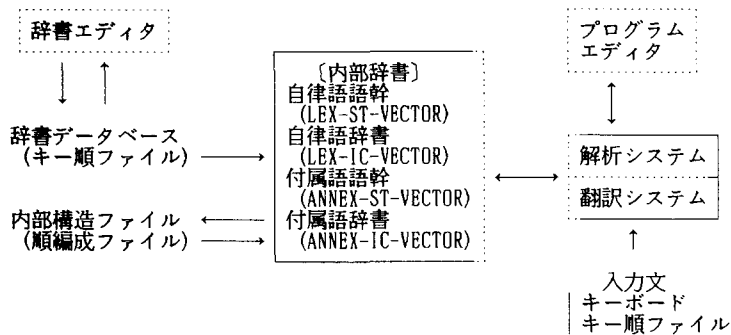 辞書エディタ
辞書データベース
(キー順ファイル)
内部構造ファイル
(順編成ファイル)
〔内部辞書〕
自律語語幹
(LEX-ST-VECTOR)
自律語辞書
(LEX-IC-VECTOR)
付属語語幹
(ANNEX-ST-VECTOR)
付属語辞書
(ANNEX-IC-VECTOR)
プログラム
エディタ
解析システム
翻訳システム
入力文
キーボード
キー順ファイル